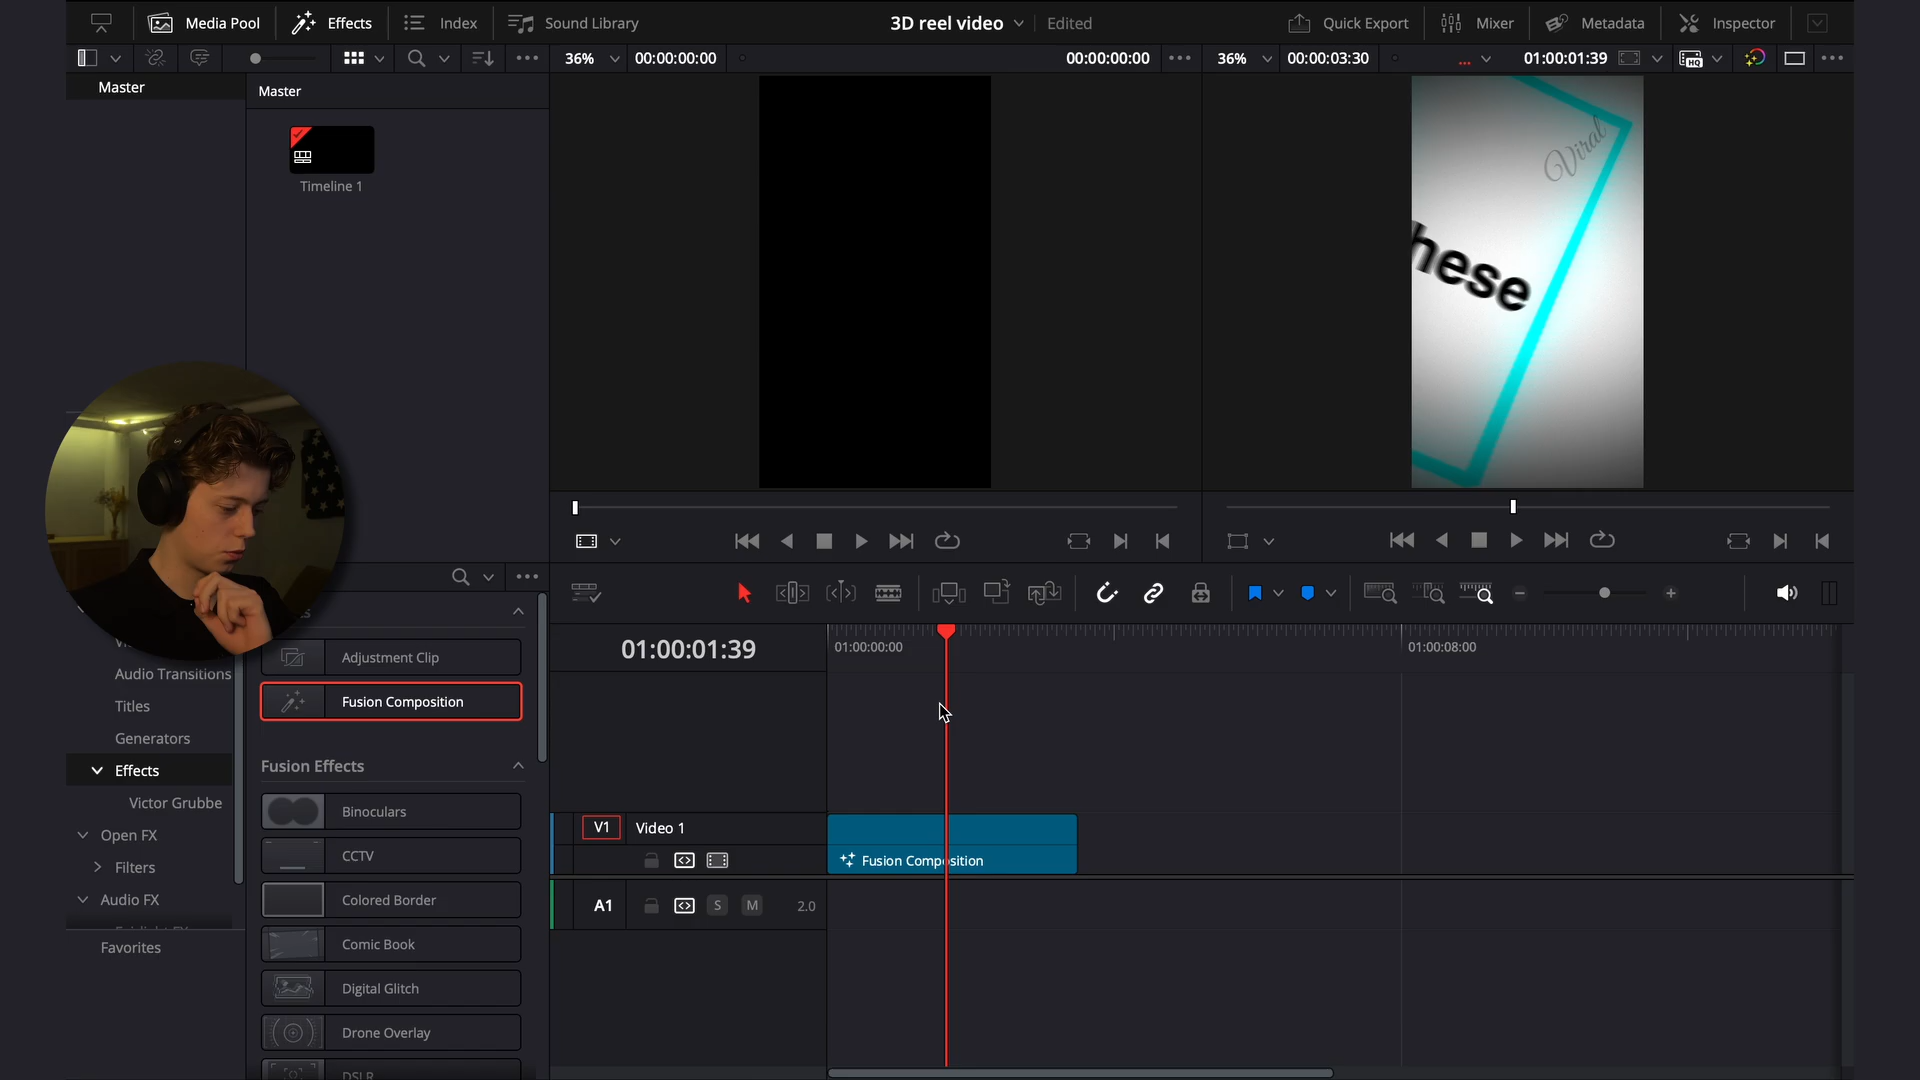 Media Pool
Effects
Index
Sound Library
3D reel video
Edited
Quick Export
Mixer
Metadata
Inspector
36%
00:00:00:00
00:00:00:00
36%
00:00:03:30
...
01:00:01:39
HQ
Master
Master
Timeline 1
Viral
hese
01:00:01:39
01:00:00:00
01:00:08:00
Adjustment Clip
Audio Transitions
Fusion Composition
Titles
Generators
Fusion Effects
Effects
Victor Grubbe
Binoculars
V1
Video 1
Open FX
CCTV
Fusion Composition
Filters
Audio FX
Colored Border
A1
S
M
2.0
Favorites
Comic Book
Digital Glitch
Drone Overlay
DSLR